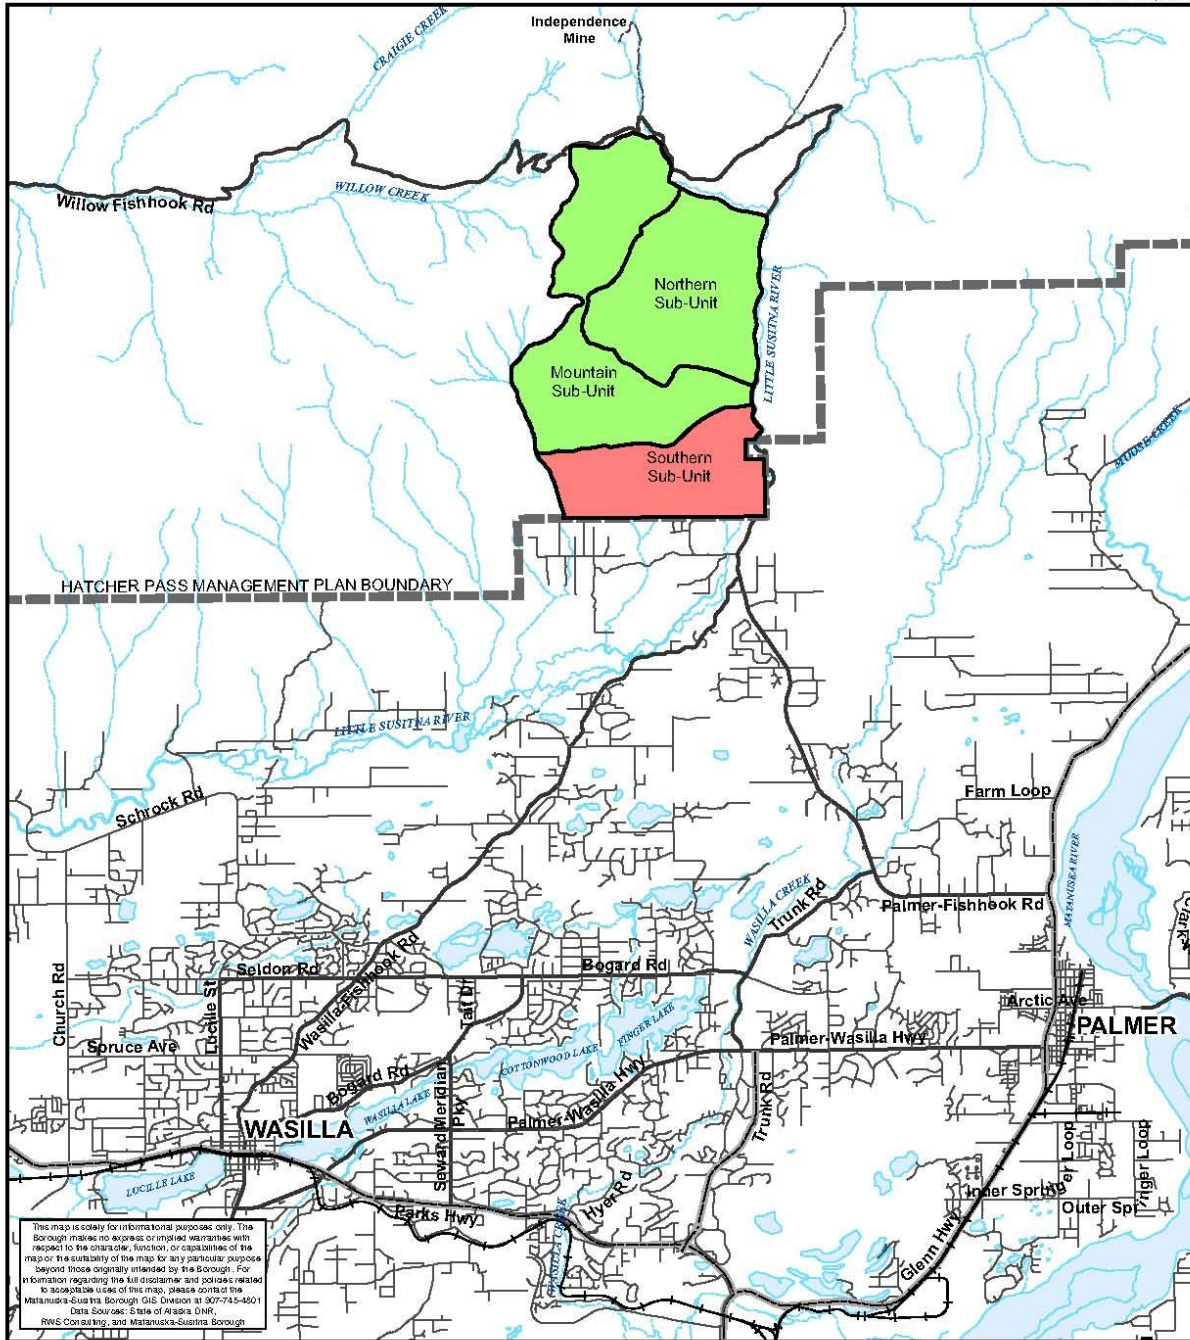 Independence
Mine
CRAIGIE CREEK
WILLOW CREEK
Willow Fishhook Rd
Northern
Sub-Unit
LITTLE SUSITNA RIVER
Mountain
Sub-Unit
Southern
Sub-Unit
MOOSE CREEK
HATCHER PASS MANAGEMENT PLAN BOUNDARY
LITTLE SUSITNA RIVER
Schrock Rd
Farm Loop
MATANUSKA RIVER
WASILLA CREEK
Trunk Rd
Palmer-Fishhook Rd
Clark
Church Rd
Seldon Rd
Wasilla-Fishhook Rd
Bogard Rd
Lucille St
Tait Dr
Arctic Ave
PALMER
Spruce Ave
COTTONWOOD LAKE
FINGER LAKE
Palmer-Wasilla Hwy
Bogard Rd
WASILLA LAKE
Seward Meridian
Pky
Palmer-Wasilla Hwy
Trunk Rd
WASILLA
LUCILLE LAKE
Parks Hwy
Hyer Rd
WASILLA CREEK
Inner Springer Loop
Outer Spr
inger Loop
Glenn Hwy
This map is solely for informational purposes only. The
Borough makes no express or implied warranties with
respect to the character, function, or capabilities of the
map or the suitability of the map for any particular purpose
beyond those originally intended by the Borough. For
information regarding the full disclaimer and policies related
to acceptable uses of this map, please contact the
Matanuska-Susitna Borough GIS Division at 907-745-4801
Data Sources: State of Alaska DNR,
RWS Consulting, and Matanuska-Susitna Borough